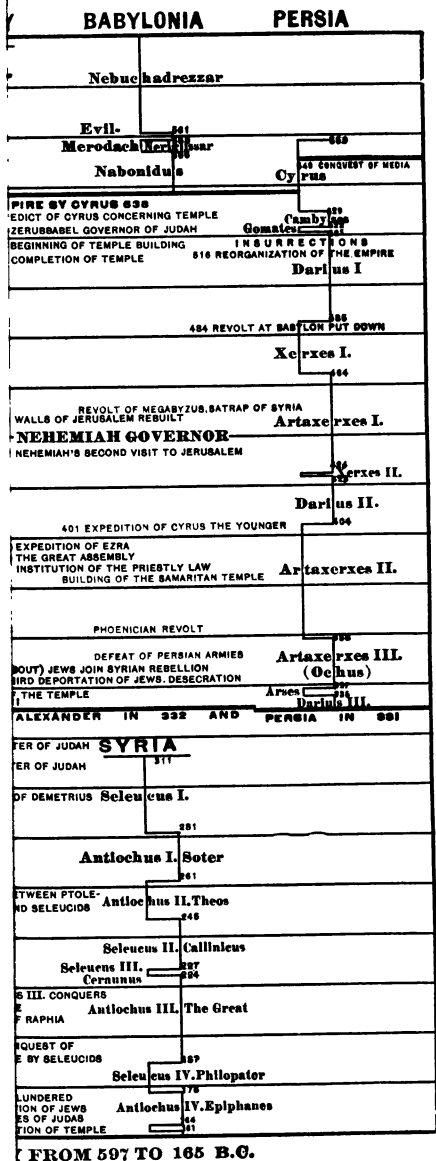 BABYLONIA PERSIA
Nebuchadrezzar
Evil- 561
Merodach Neriglissar
Nabonidus
549 CONQUEST OF MEDIA
Cyrus
PIRE BY CYRUS 538
EDICT OF CYRUS CONCERNING TEMPLE 529
Cambyses
ZERUBBABEL GOVERNOR OF JUDAH Gomates
BEGINNING OF TEMPLE BUILDING INSURRECTIONS
COMPLETION OF TEMPLE 516 REORGANIZATION OF THE EMPIRE
Darius I
485
484 REVOLT AT BABYLON PUT DOWN
Xerxes I.
464
REVOLT OF MEGABYZUS, SATRAP OF SYRIA
WALLS OF JERUSALEM REBUILT Artaxerxes I.
NEHEMIAH GOVERNOR
NEHEMIAH'S SECOND VISIT TO JERUSALEM
Xerxes II.
Darius II.
401 EXPEDITION OF CYRUS THE YOUNGER 404
EXPEDITION OF EZRA
THE GREAT ASSEMBLY
INSTITUTION OF THE PRIESTLY LAW Artaxerxes II.
BUILDING OF THE SAMARITAN TEMPLE
PHOENICIAN REVOLT
DEFEAT OF PERSIAN ARMIES Artaxerxes III.
BOUT) JEWS JOIN SYRIAN REBELLION (Ochus)
IRD DEPORTATION OF JEWS. DESECRATION
THE TEMPLE Arses
Darius III.
ALEXANDER IN 332 AND PERSIA IN 331
TER OF JUDAH SYRIA
311
TER OF JUDAH
OF DEMETRIUS Seleucus I.
281
Antiochus I. Soter
261
ETWEEN PTOLE-
ND SELEUCIDS Antiochus II. Theos
246
Seleucus II. Callinicus
Seleucus III. 227
Ceraunus 224
S III. CONQUERS
Antiochus III. The Great
F RAPHIA
187
QUEST OF
E BY SELEUCIDS
Seleucus IV. Philopator
175
LUNDERED
ION OF JEWS Antiochus IV. Epiphanes
ES OF JUDAS
TION OF TEMPLE
FROM 597 TO 165 B.C.